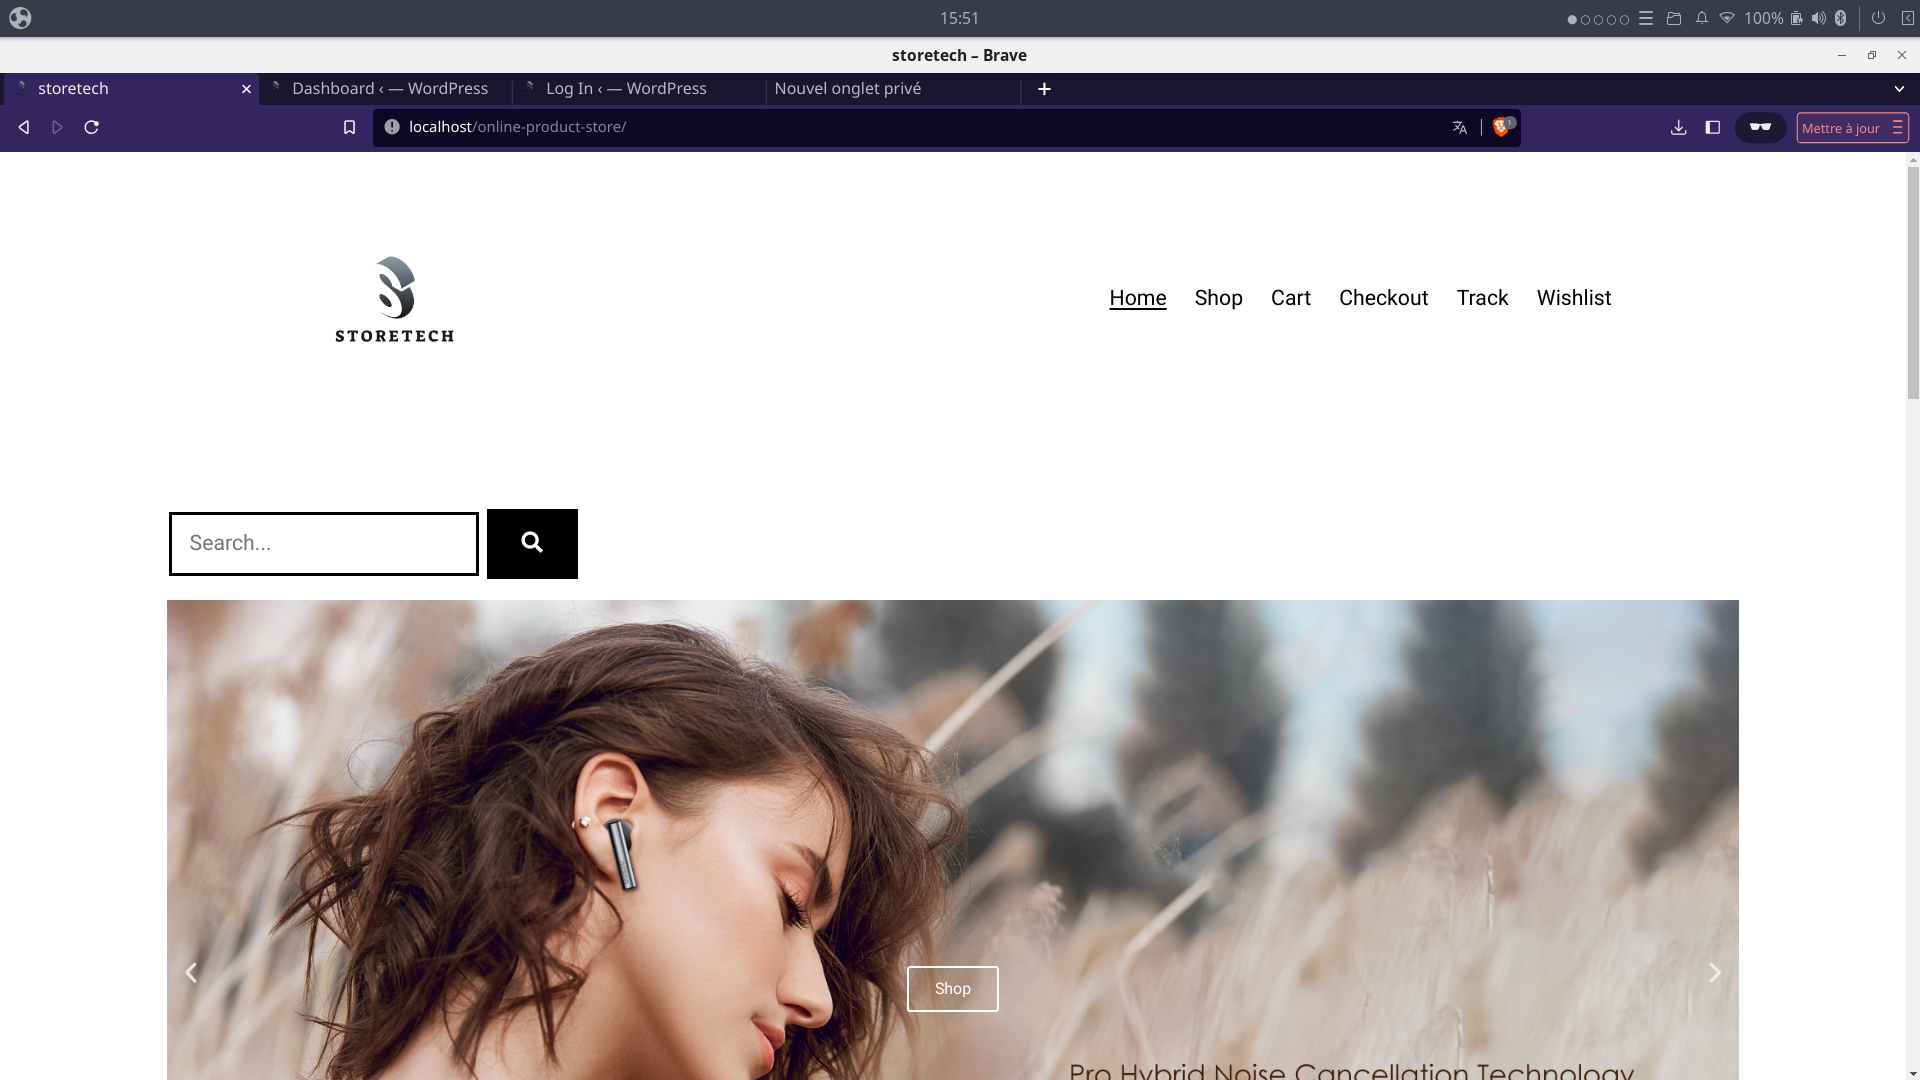 15:51
100%
storetech – Brave
storetech
Dashboard ‹ — WordPress
Log In ‹ — WordPress
Nouvel onglet privé
localhost/online-product-store/
1
Mettre à jour
STORETECH
Home Shop Cart Checkout Track Wishlist
Search...
Shop
Pro Hybrid Noise Cancellation Technology